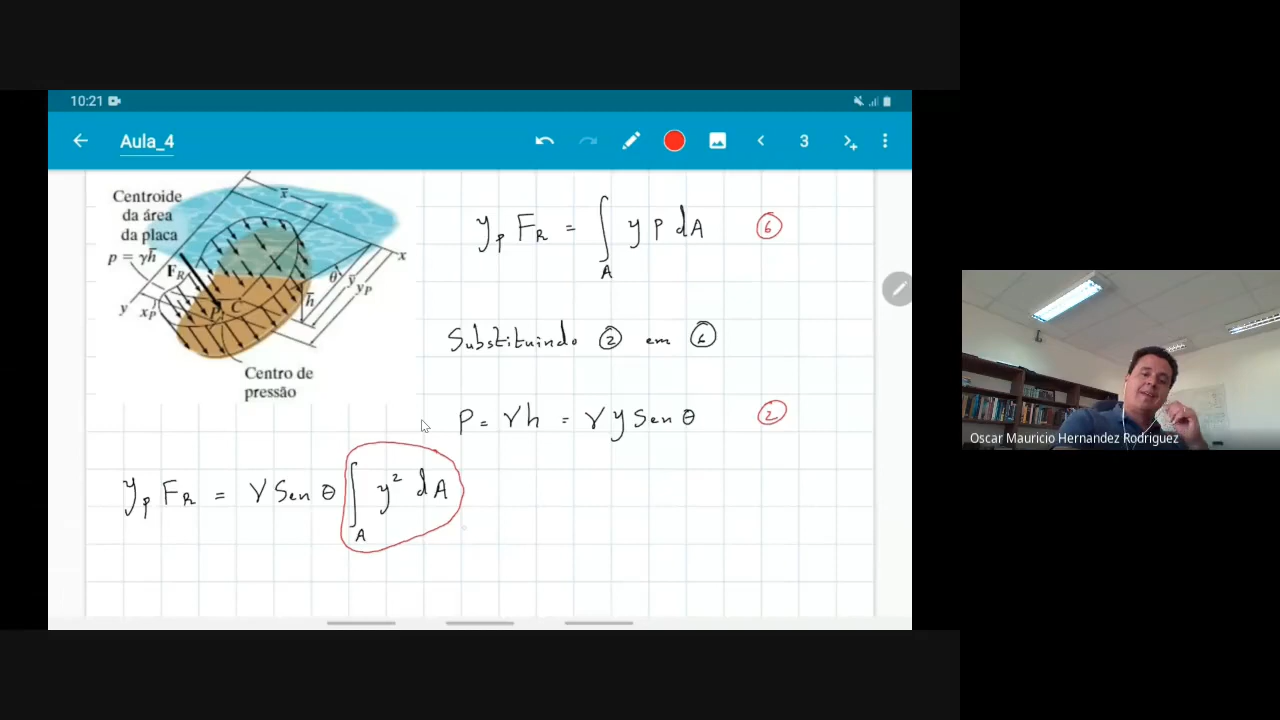 10:21
Aula_4
3
Centroide
da área
da placa
p = γh̄
F_R
x̄
x
θ
ȳ
y_P
h̄
y
x_P
P
C
Centro de
pressão
y_p F_R = ∫_A y p dA ⑥
Substituindo ② em ⑥
P = γh = γ y Sen θ ②
y_p F_R = γ Sen θ ∫_A y² dA
Oscar Mauricio Hernandez Rodriguez